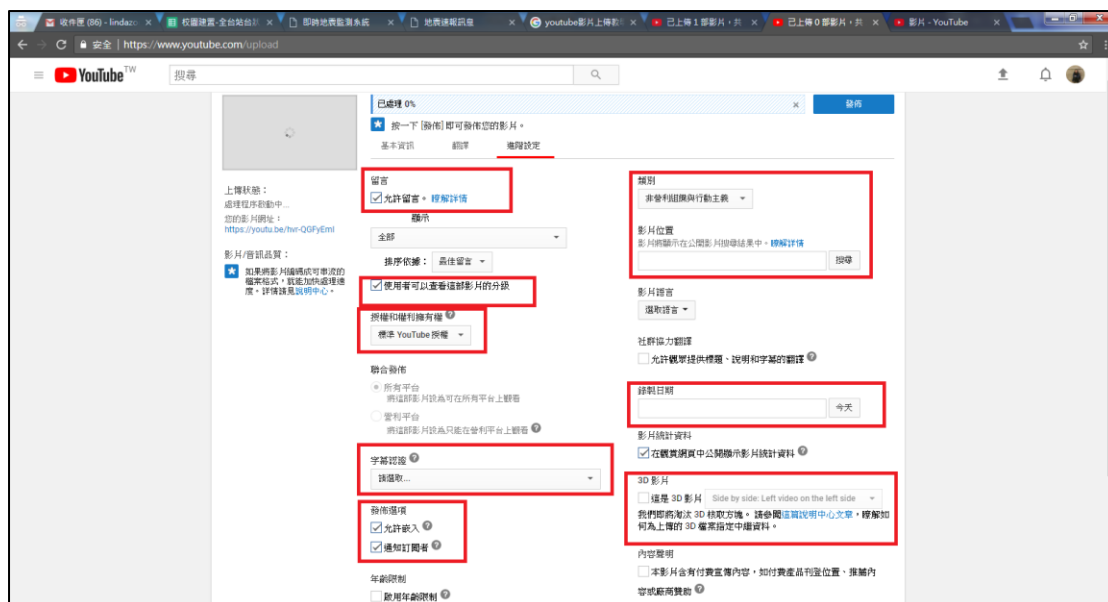 收件匣 (86) - lindazo
校園建置-全台站台
即時地震監測系統
地震速報訊息
youtube影片上傳教
已上傳 1 部影片，共
已上傳 0 部影片，共
影片 - YouTube
安全 | https://www.youtube.com/upload
YouTube TW
搜尋
已處理 0%
發佈
按一下 [發佈] 即可發佈您的影片。
基本資訊 翻譯 進階設定
上傳狀態：
處理程序啟動中...
您的影片網址：
https://youtu.be/hvr-QGFyEmI
影片/音訊品質：
如果將影片編碼成可串流的
檔案格式，就能加快處理速
度。詳情請見說明中心。
留言
允許留言。 瞭解詳情
顯示
全部
排序依據： 最佳留言
使用者可以查看這部影片的分級
授權和權利擁有權
標準 YouTube 授權
聯合發佈
所有平台
將這部影片設為可在所有平台上觀看
營利平台
將這部影片設為只能在營利平台上觀看
字幕認證
請選取...
發佈選項
允許嵌入
通知訂閱者
年齡限制
啟用年齡限制
類別
非營利組織與行動主義
影片位置
影片將顯示在公開影片搜尋結果中。瞭解詳情
搜尋
影片語言
選取語言
社群協力翻譯
允許觀眾提供標題、說明和字幕的翻譯
錄製日期
今天
影片統計資料
在觀賞網頁中公開顯示影片統計資料
3D 影片
這是 3D 影片 Side by side: Left video on the left side
我們即將淘汰 3D 核取方塊。 請參閱這篇說明中心文章，瞭解如
何為上傳的 3D 檔案指定中繼資料。
內容聲明
本影片含有付費宣傳內容，如付費產品刊登位置、推薦內
容或廠商贊助